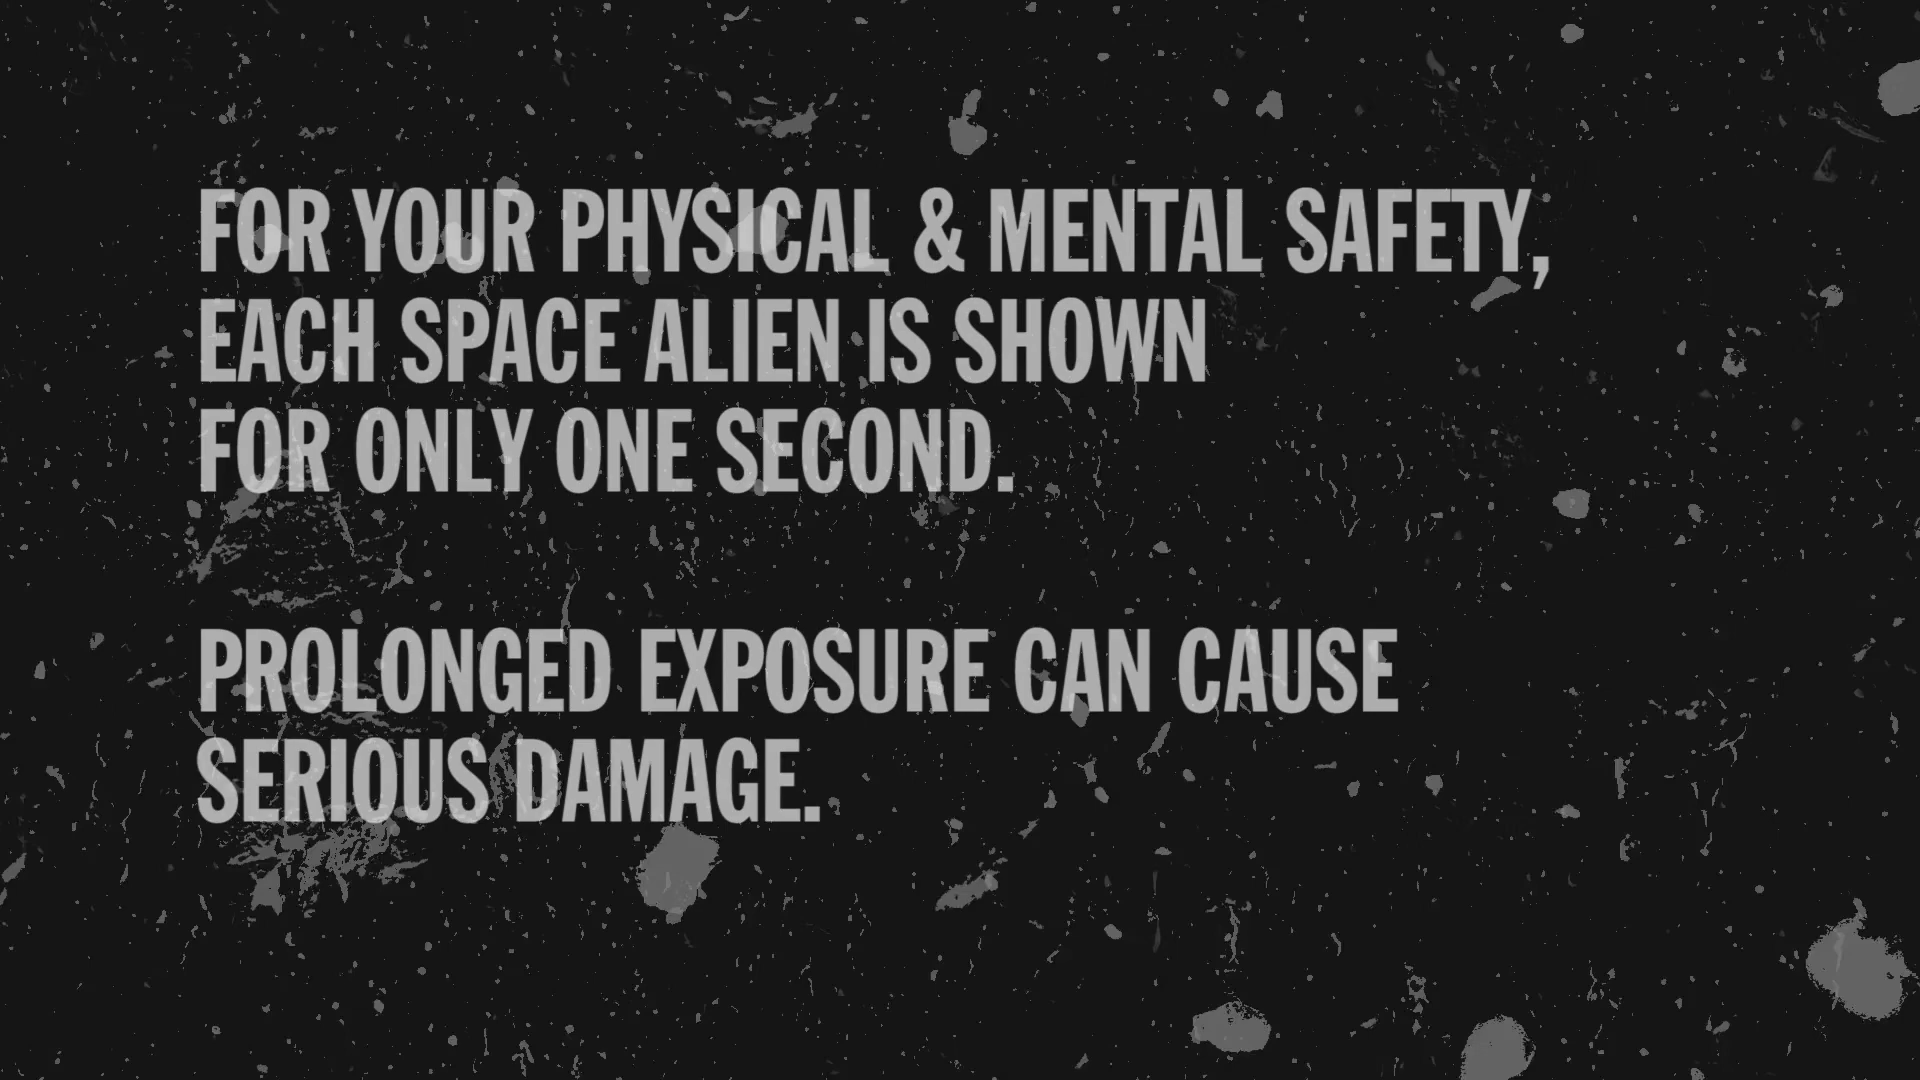 FOR YOUR PHYSICAL & MENTAL SAFETY,
EACH SPACE ALIEN IS SHOWN
FOR ONLY ONE SECOND.
PROLONGED EXPOSURE CAN CAUSE
SERIOUS DAMAGE.